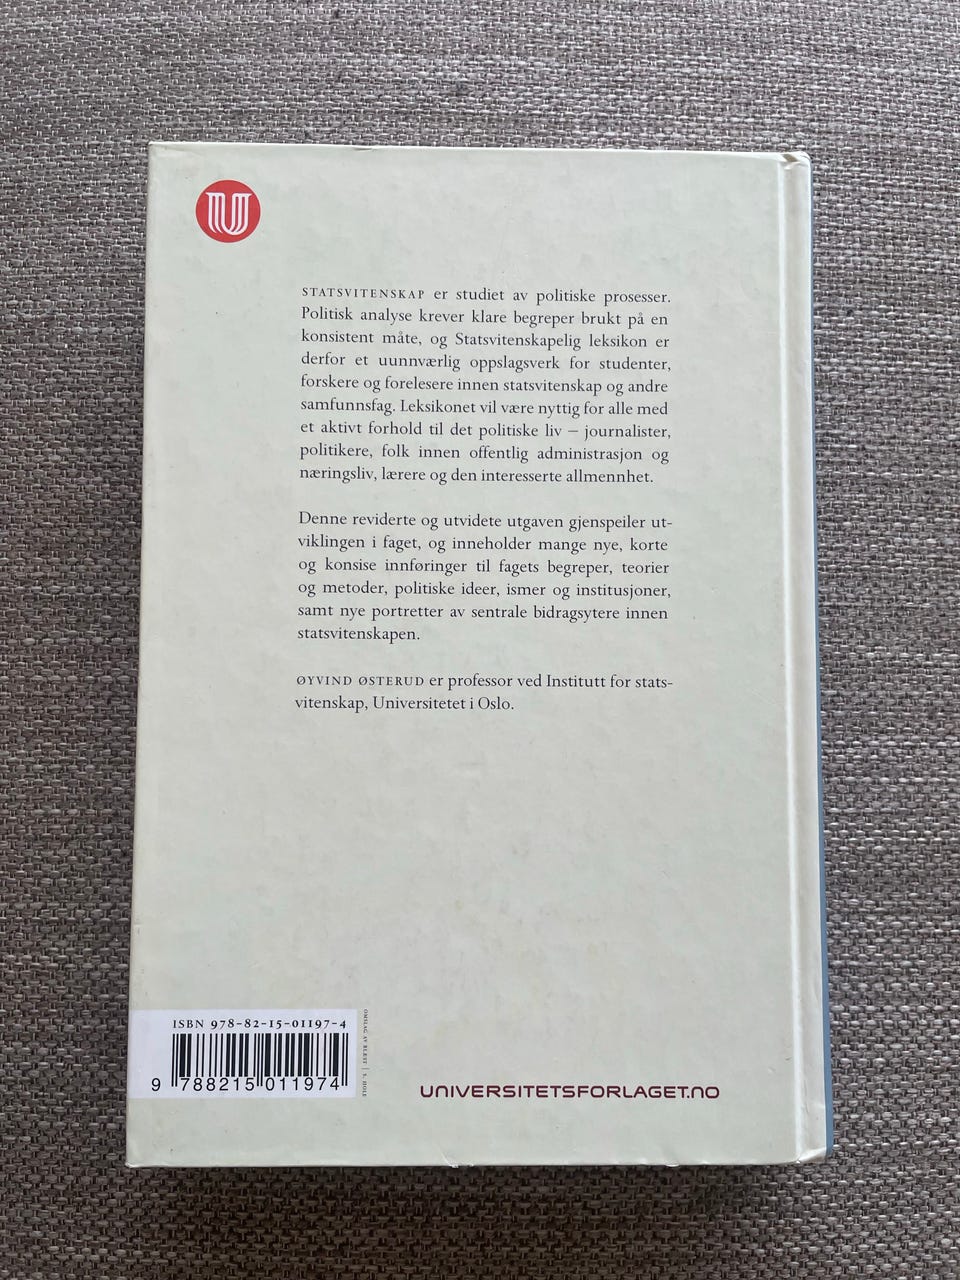 U
STATSVITENSKAP er studiet av politiske prosesser.
Politisk analyse krever klare begreper brukt på en
konsistent måte, og Statsvitenskapelig leksikon er
derfor et uunnværlig oppslagsverk for studenter,
forskere og forelesere innen statsvitenskap og andre
samfunnsfag. Leksikonet vil være nyttig for alle med
et aktivt forhold til det politiske liv – journalister,
politikere, folk innen offentlig administrasjon og
næringsliv, lærere og den interesserte allmennhet.
Denne reviderte og utvidete utgaven gjenspeiler ut-
viklingen i faget, og inneholder mange nye, korte
og konsise innføringer til fagets begreper, teorier
og metoder, politiske ideer, ismer og institusjoner,
samt nye portretter av sentrale bidragsytere innen
statsvitenskapen.
ØYVIND ØSTERUD er professor ved Institutt for stats-
vitenskap, Universitetet i Oslo.
ISBN 978-82-15-01197-4
9 788215 011974
OMSLAG AV BLÆST | S. HOLE
UNIVERSITETSFORLAGET.NO